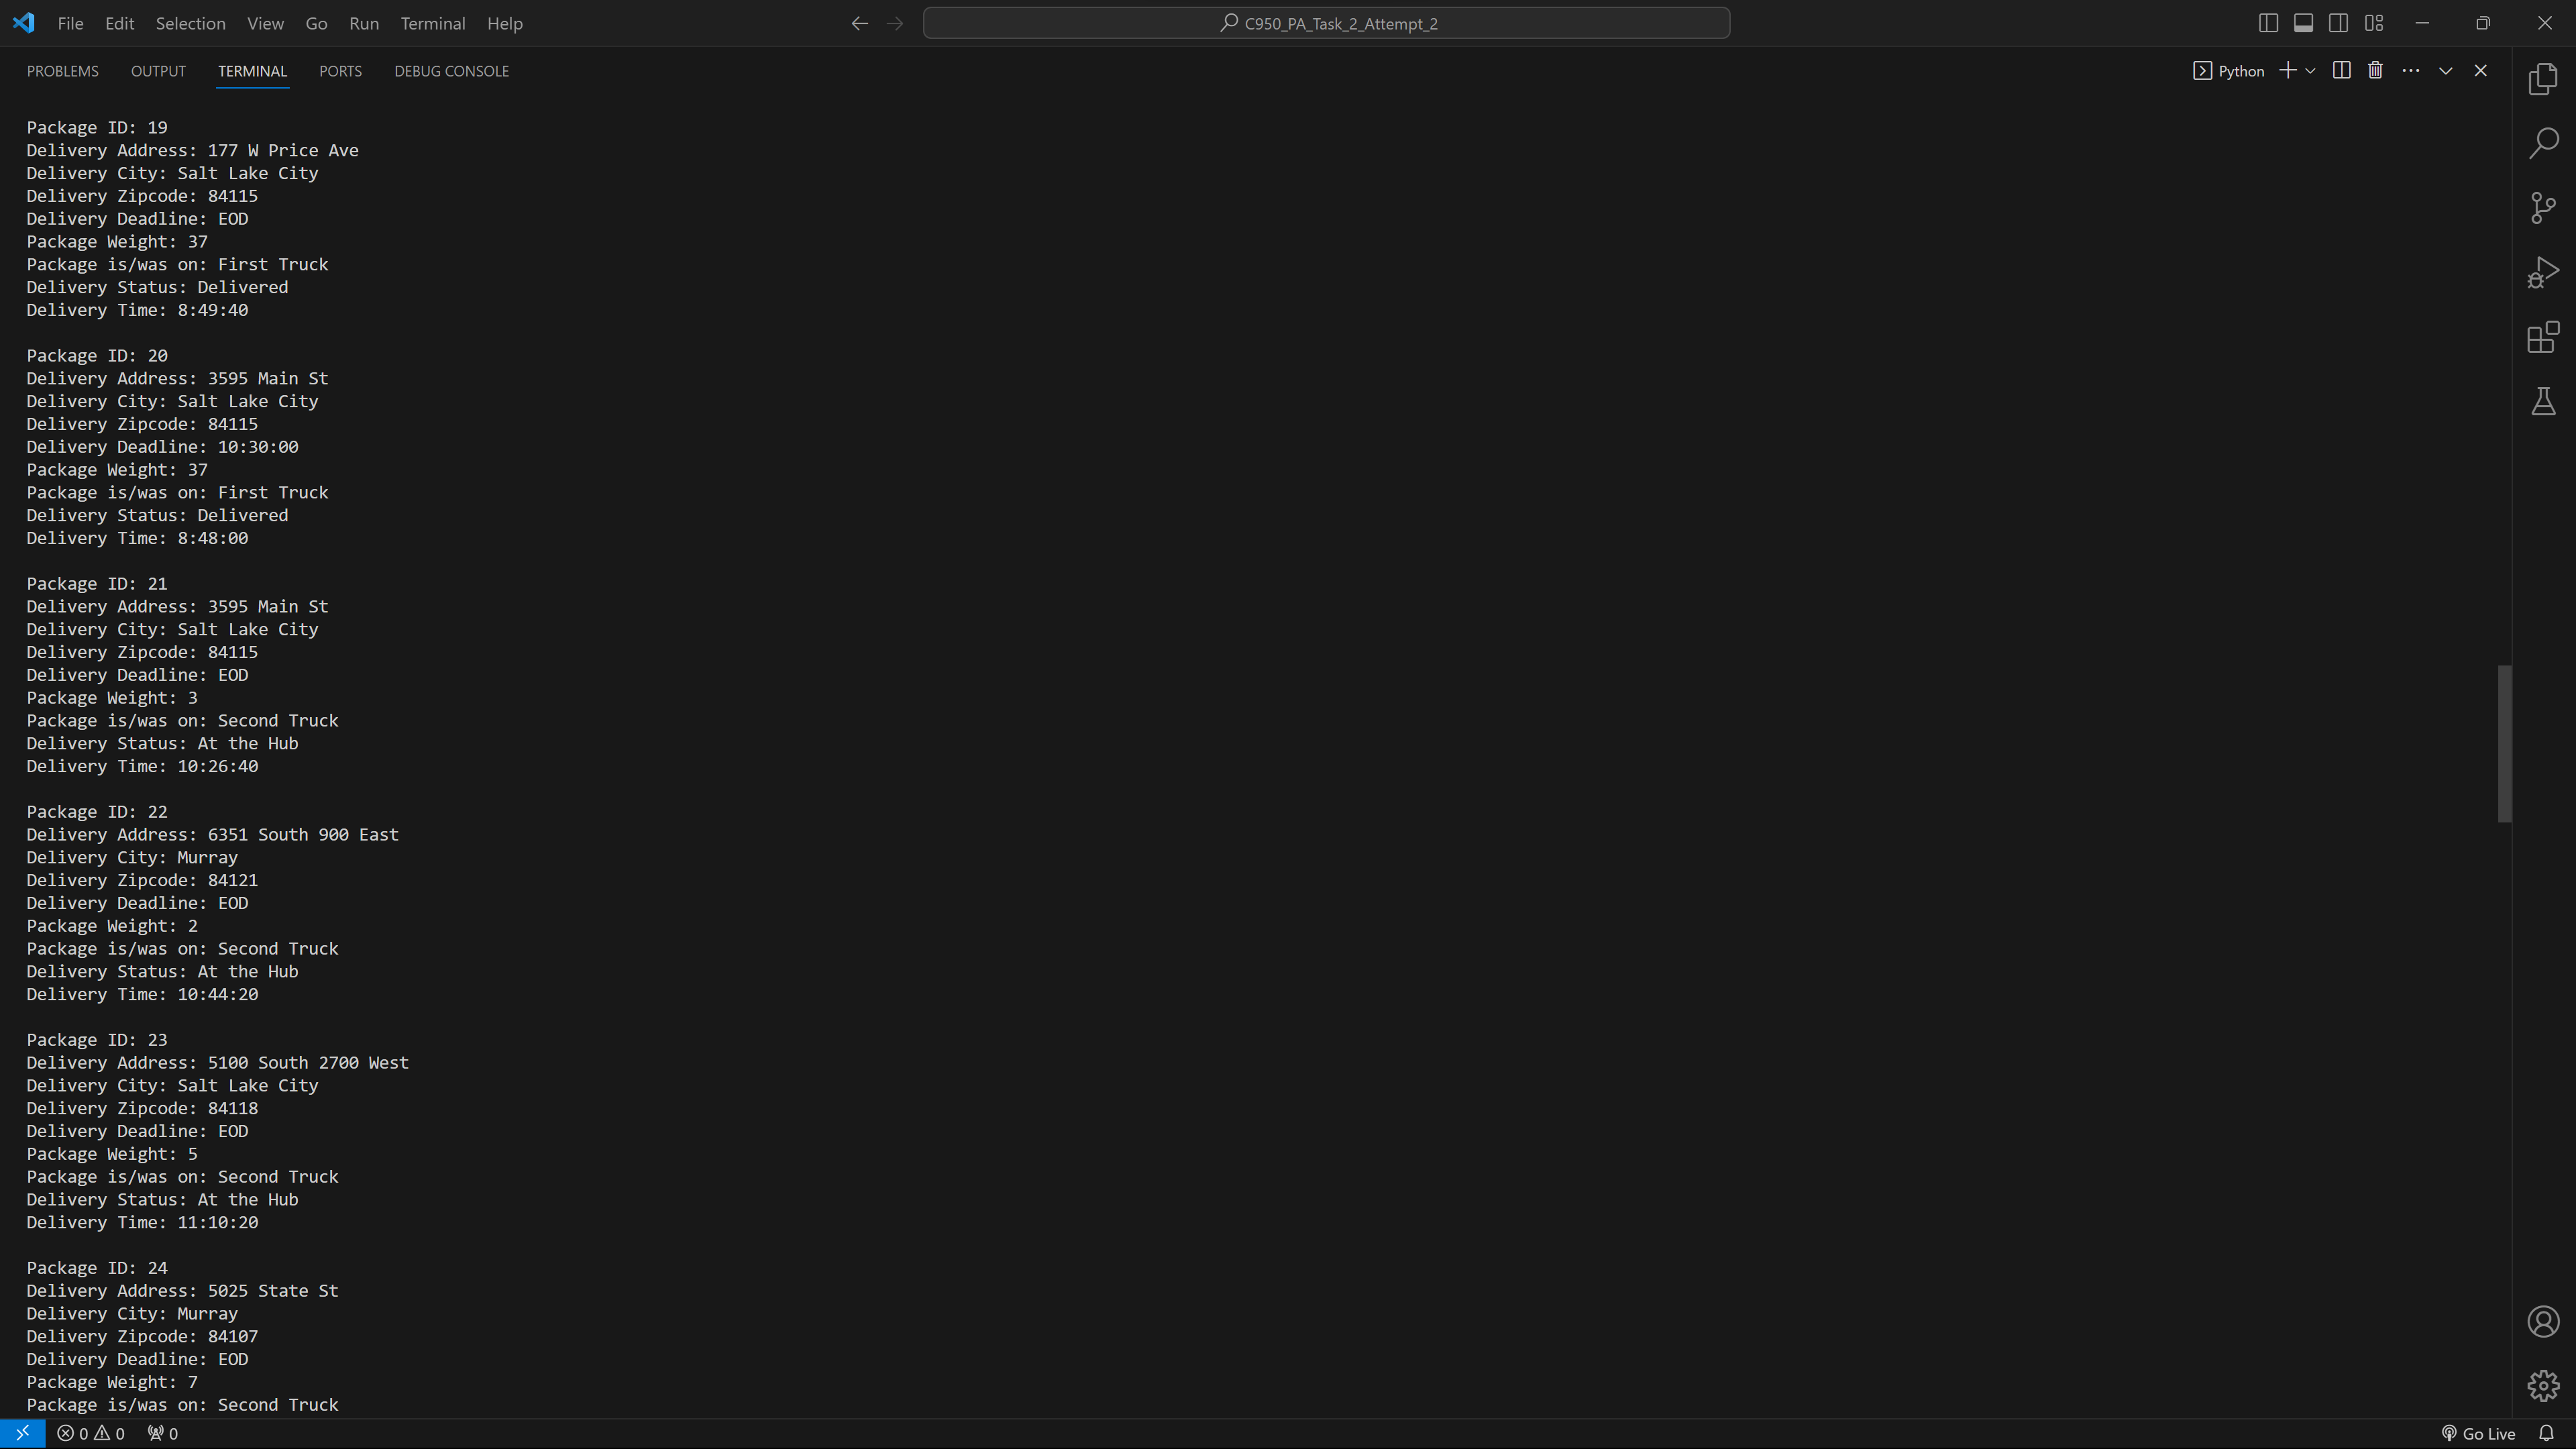 File Edit Selection View Go Run Terminal Help
C950_PA_Task_2_Attempt_2
PROBLEMS OUTPUT TERMINAL PORTS DEBUG CONSOLE
Python
Package ID: 19
Delivery Address: 177 W Price Ave
Delivery City: Salt Lake City
Delivery Zipcode: 84115
Delivery Deadline: EOD
Package Weight: 37
Package is/was on: First Truck
Delivery Status: Delivered
Delivery Time: 8:49:40
Package ID: 20
Delivery Address: 3595 Main St
Delivery City: Salt Lake City
Delivery Zipcode: 84115
Delivery Deadline: 10:30:00
Package Weight: 37
Package is/was on: First Truck
Delivery Status: Delivered
Delivery Time: 8:48:00
Package ID: 21
Delivery Address: 3595 Main St
Delivery City: Salt Lake City
Delivery Zipcode: 84115
Delivery Deadline: EOD
Package Weight: 3
Package is/was on: Second Truck
Delivery Status: At the Hub
Delivery Time: 10:26:40
Package ID: 22
Delivery Address: 6351 South 900 East
Delivery City: Murray
Delivery Zipcode: 84121
Delivery Deadline: EOD
Package Weight: 2
Package is/was on: Second Truck
Delivery Status: At the Hub
Delivery Time: 10:44:20
Package ID: 23
Delivery Address: 5100 South 2700 West
Delivery City: Salt Lake City
Delivery Zipcode: 84118
Delivery Deadline: EOD
Package Weight: 5
Package is/was on: Second Truck
Delivery Status: At the Hub
Delivery Time: 11:10:20
Package ID: 24
Delivery Address: 5025 State St
Delivery City: Murray
Delivery Zipcode: 84107
Delivery Deadline: EOD
Package Weight: 7
Package is/was on: Second Truck
0 0 0 Go Live